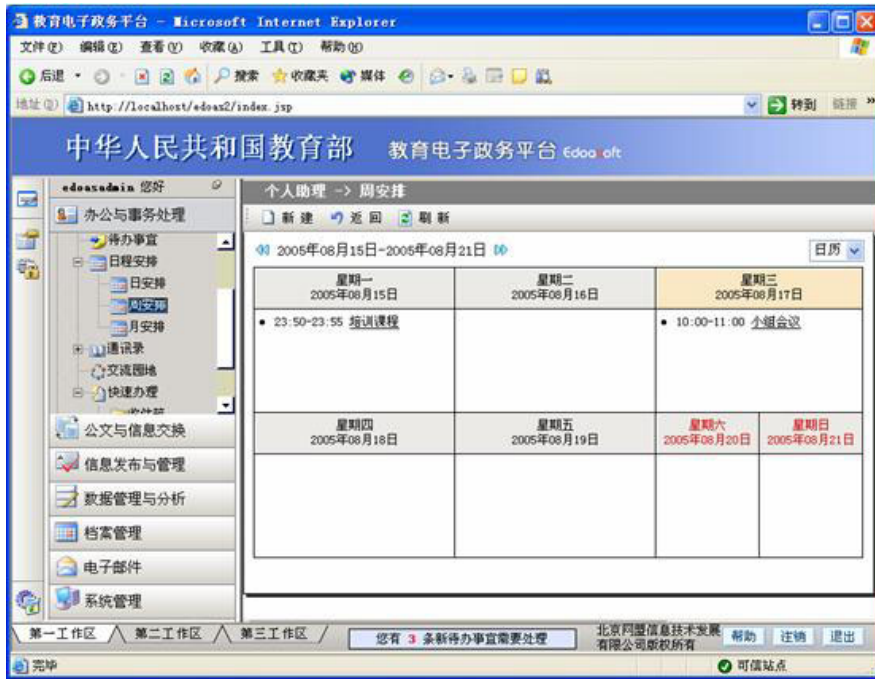 教育电子政务平台 - Microsoft Internet Explorer
文件(F) 编辑(E) 查看(V) 收藏(A) 工具(T) 帮助(H)
后退 搜索 收藏夹 媒体
地址(D) http://localhost/edoas2/index.jsp 转到 链接 »
中华人民共和国教育部 教育电子政务平台 Edoasoft
edoasadmin 您好
个人助理 -> 周安排
办公与事务处理
新建 返回 刷新
待办事宜
日程安排
日安排
周安排
月安排
通讯录
交流园地
快速办理
公文与信息交换
信息发布与管理
数据管理与分析
档案管理
电子邮件
系统管理
2005年08月15日-2005年08月21日 日历
星期一 星期二 星期三
2005年08月15日 2005年08月16日 2005年08月17日
• 23:50-23:55 培训课程 • 10:00-11:00 小组会议
星期四 星期五 星期六 星期日
2005年08月18日 2005年08月19日 2005年08月20日 2005年08月21日
第一工作区 第二工作区 第三工作区 您有 3 条新待办事宜需要处理 北京网盟信息技术发展 帮助 注销 退出
有限公司版权所有
完毕 可信站点